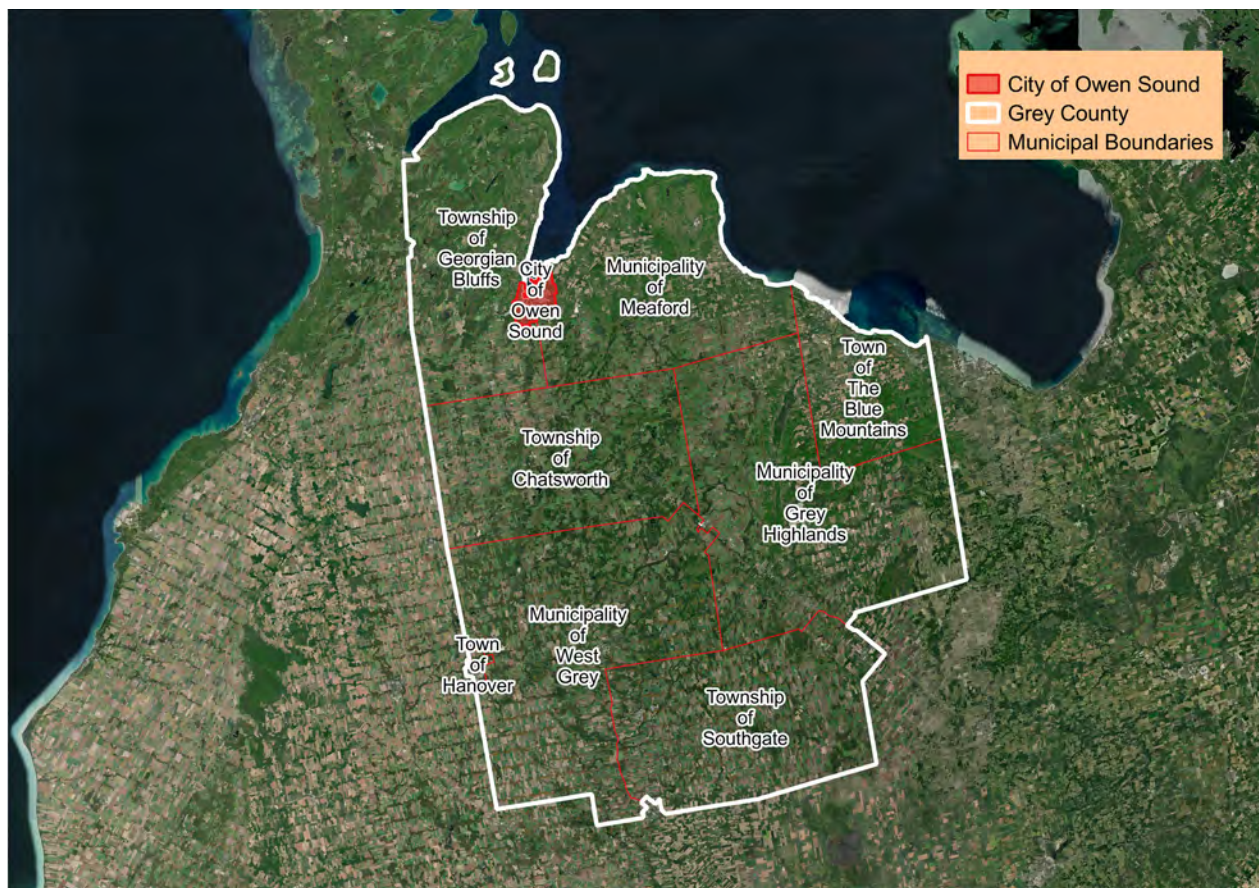 City of Owen Sound
Grey County
Municipal Boundaries
Township
of
Georgian
Bluffs
City
of
Owen
Sound
Municipality
of
Meaford
Town
of
The
Blue
Mountains
Township
of
Chatsworth
Municipality
of
Grey
Highlands
Municipality
of
West
Grey
Town
of
Hanover
Township
of
Southgate